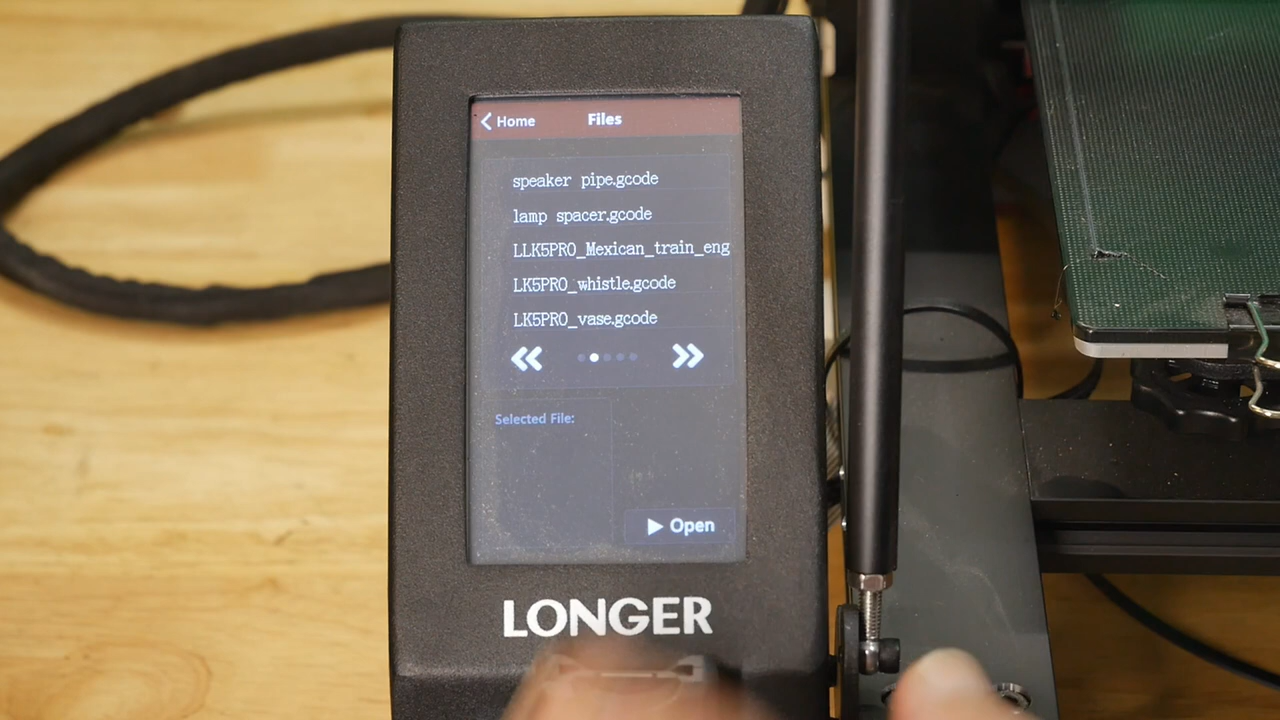 Home Files
speaker pipe.gcode
lamp spacer.gcode
LLK5PRO_Mexican_train_eng
LK5PRO_whistle.gcode
LK5PRO_vase.gcode
Selected File:
Open
LONGER